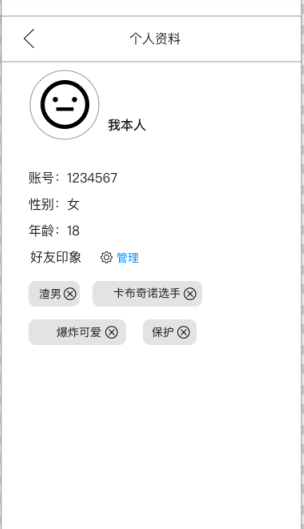 个人资料
我本人
账号：1234567
性别：女
年龄：18
好友印象 管理
渣男 卡布奇诺选手
爆炸可爱 保护